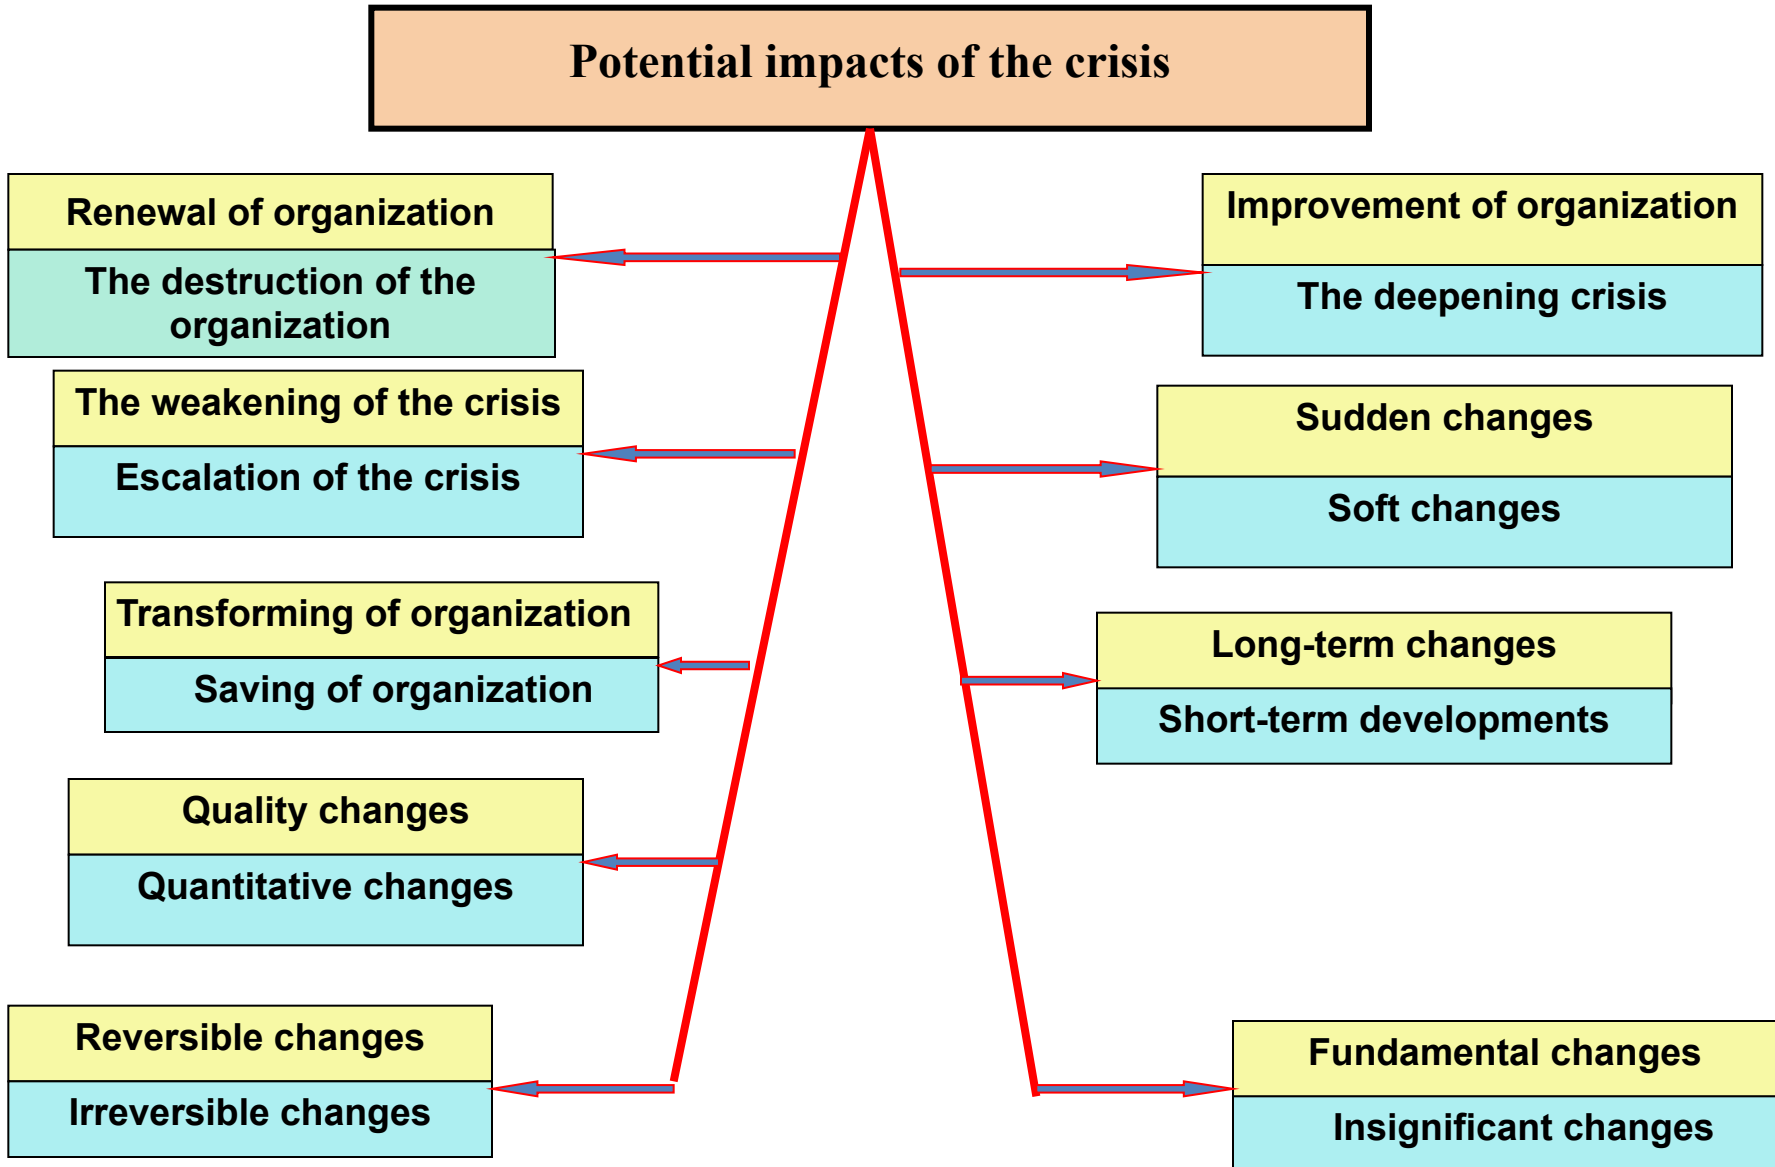 Potential impacts of the crisis
Renewal of organization
The destruction of the
organization
The weakening of the crisis
Escalation of the crisis
Transforming of organization
Saving of organization
Quality changes
Quantitative changes
Reversible changes
Irreversible changes
Improvement of organization
The deepening crisis
Sudden changes
Soft changes
Long-term changes
Short-term developments
Fundamental changes
Insignificant changes